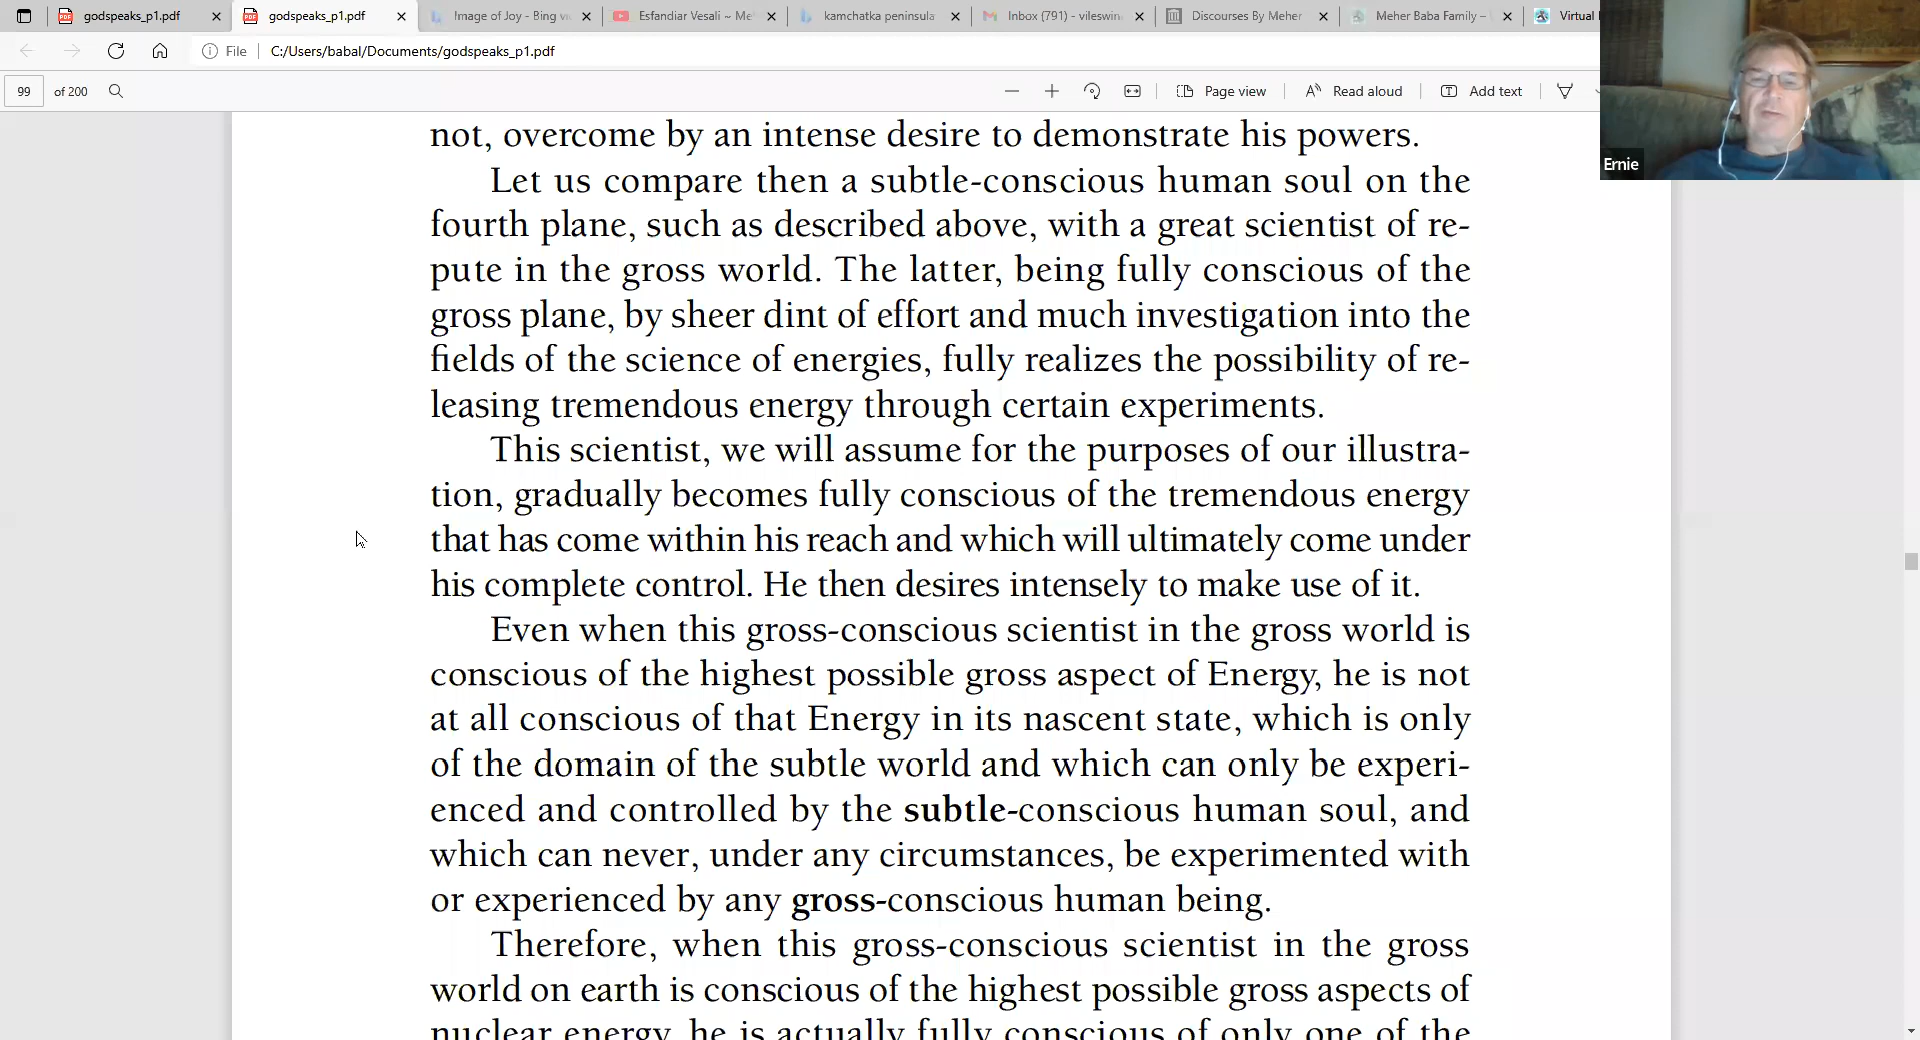 godspeaks_p1.pdf
godspeaks_p1.pdf
Image of Joy - Bing vi
Esfandiar Vesali ~ Me
kamchatka peninsula
Inbox (791) - vileswin
Discourses By Meher
Meher Baba Family –
Virtual
File
C:/Users/babal/Documents/godspeaks_p1.pdf
99 of 200
Page view
Read aloud
Add text
Ernie
not, overcome by an intense desire to demonstrate his powers.
Let us compare then a subtle-conscious human soul on the
fourth plane, such as described above, with a great scientist of re-
pute in the gross world. The latter, being fully conscious of the
gross plane, by sheer dint of effort and much investigation into the
fields of the science of energies, fully realizes the possibility of re-
leasing tremendous energy through certain experiments.
This scientist, we will assume for the purposes of our illustra-
tion, gradually becomes fully conscious of the tremendous energy
that has come within his reach and which will ultimately come under
his complete control. He then desires intensely to make use of it.
Even when this gross-conscious scientist in the gross world is
conscious of the highest possible gross aspect of Energy, he is not
at all conscious of that Energy in its nascent state, which is only
of the domain of the subtle world and which can only be experi-
enced and controlled by the subtle-conscious human soul, and
which can never, under any circumstances, be experimented with
or experienced by any gross-conscious human being.
Therefore, when this gross-conscious scientist in the gross
world on earth is conscious of the highest possible gross aspects of
nuclear energy, he is actually fully conscious of only one of the